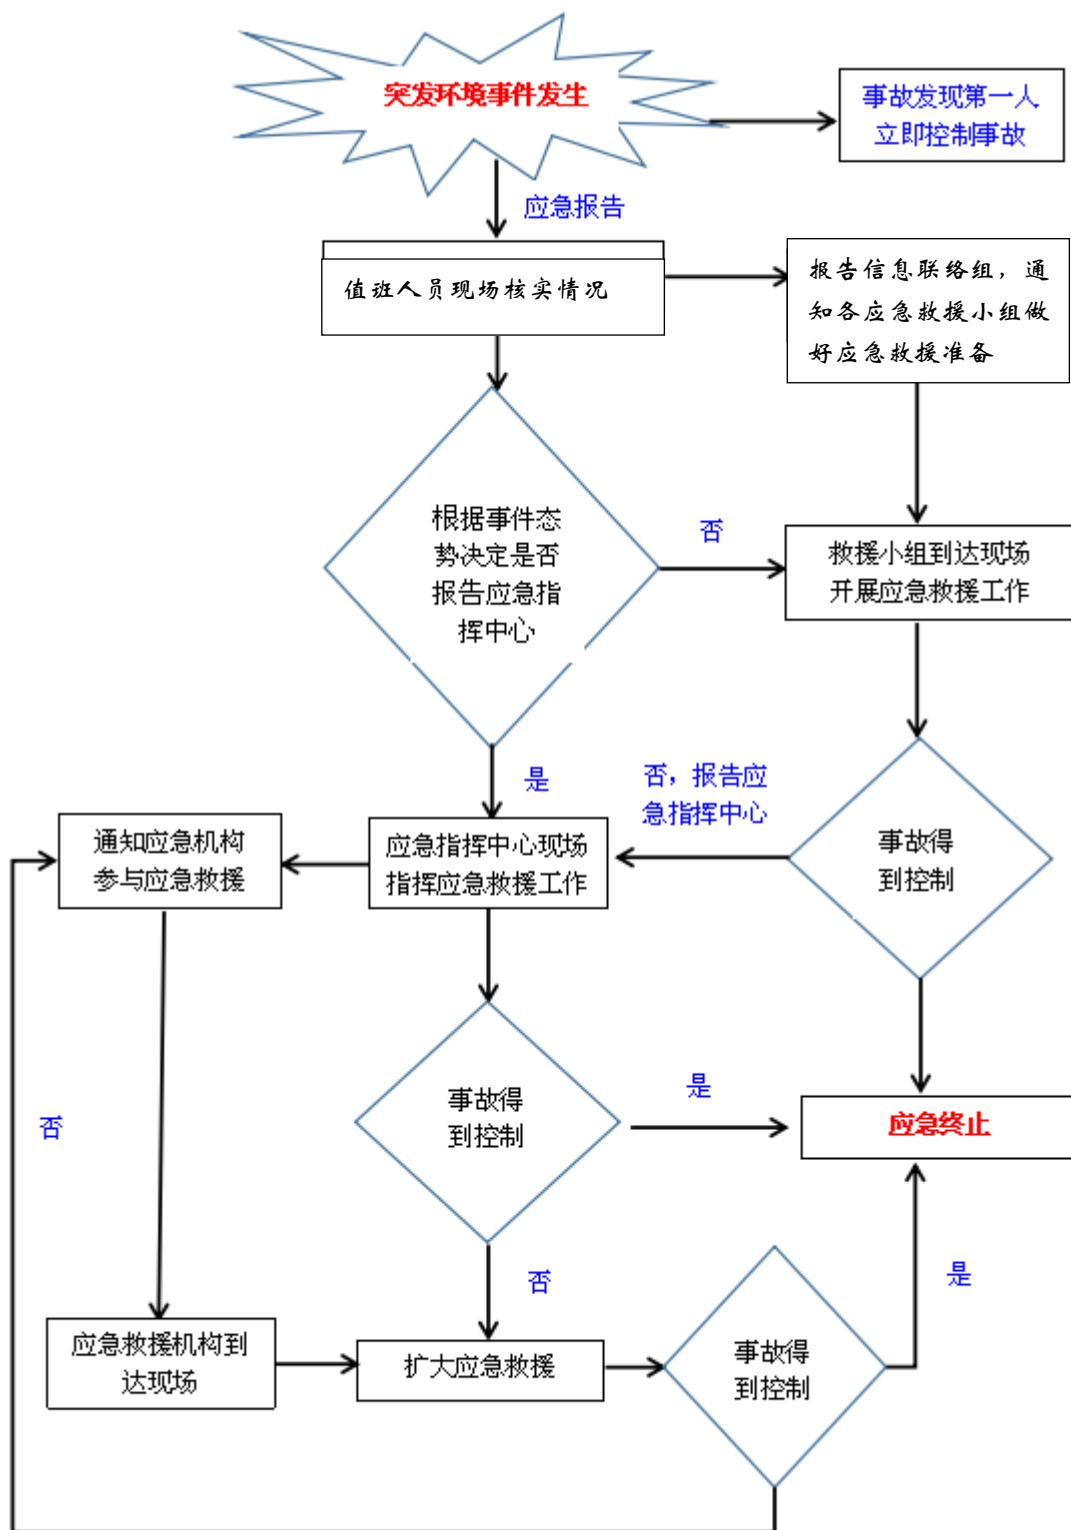 突发环境事件发生
事故发现第一人
立即控制事故
应急报告
值班人员现场核实情况
报告信息联络组，通
知各应急救援小组做
好应急救援准备
根据事件态
势决定是否
报告应急指
挥中心
否
救援小组到达现场
开展应急救援工作
是
否，报告应
急指挥中心
通知应急机构
参与应急救援
应急指挥中心现场
指挥应急救援工作
事故得
到控制
事故得
到控制
是
应急终止
否
否
是
应急救援机构到
达现场
扩大应急救援
事故得
到控制